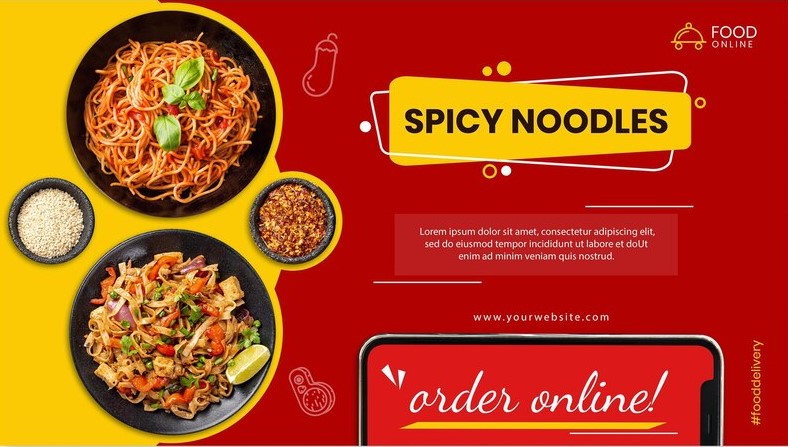 FOOD
ONLINE
SPICY NOODLES
Lorem ipsum dolor sit amet, consectetur adipiscing elit,
sed do eiusmod tempor incididunt ut labore et doUt
enim ad minim veniam quis nostrud.
www.yourwebsite.com
order online!
#fooddelivery